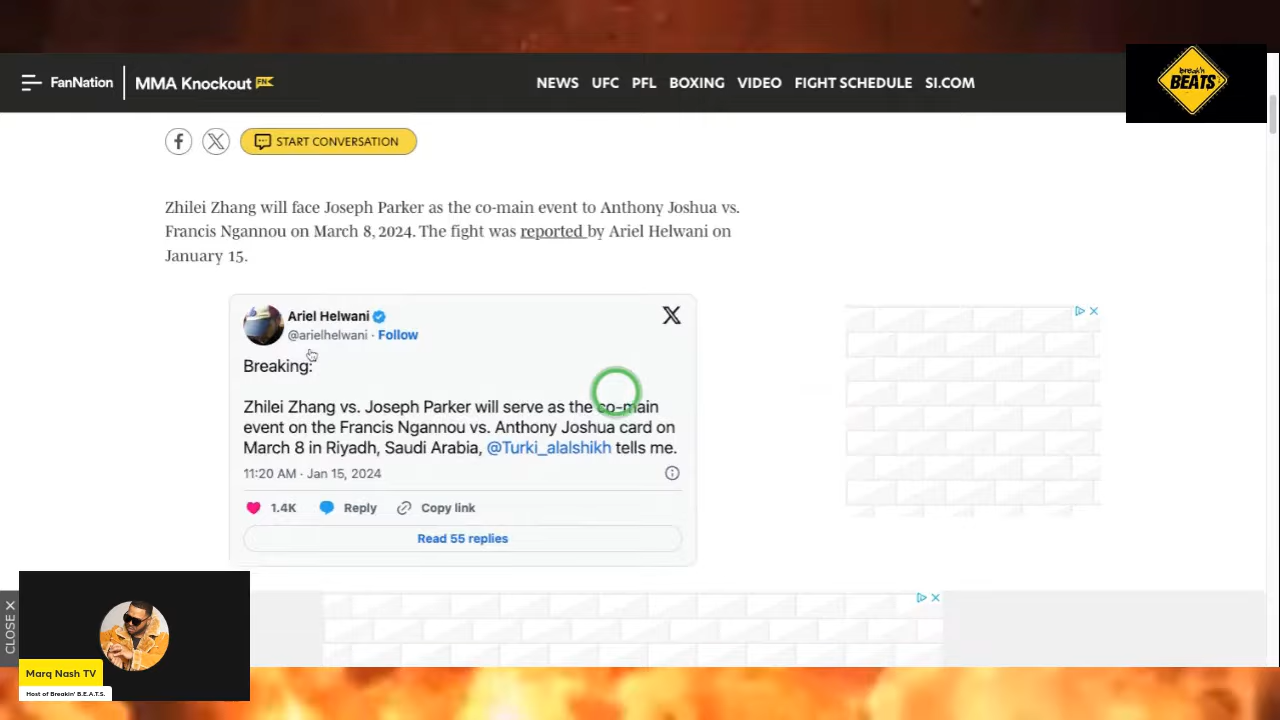 FanNation MMA Knockout FN
NEWS UFC PFL BOXING VIDEO FIGHT SCHEDULE SI.COM
break'n
BEATS
START CONVERSATION
Zhilei Zhang will face Joseph Parker as the co-main event to Anthony Joshua vs.
Francis Ngannou on March 8, 2024. The fight was reported by Ariel Helwani on
January 15.
Ariel Helwani
@arielhelwani · Follow
Breaking:
Zhilei Zhang vs. Joseph Parker will serve as the co-main
event on the Francis Ngannou vs. Anthony Joshua card on
March 8 in Riyadh, Saudi Arabia, @Turki_alalshikh tells me.
11:20 AM · Jan 15, 2024
1.4K Reply Copy link
Read 55 replies
CLOSE X
Marq Nash TV
Host of Breakin' B.E.A.T.S.